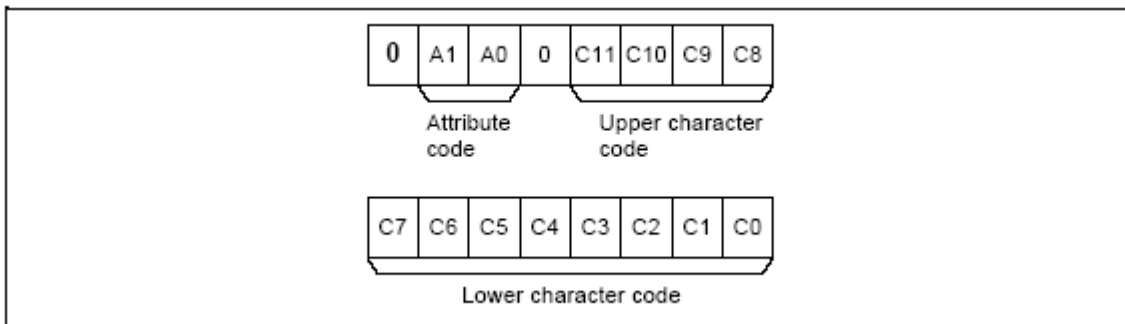 0 A1 A0 0 C11 C10 C9 C8
Attribute code
Upper character code
C7 C6 C5 C4 C3 C2 C1 C0
Lower character code